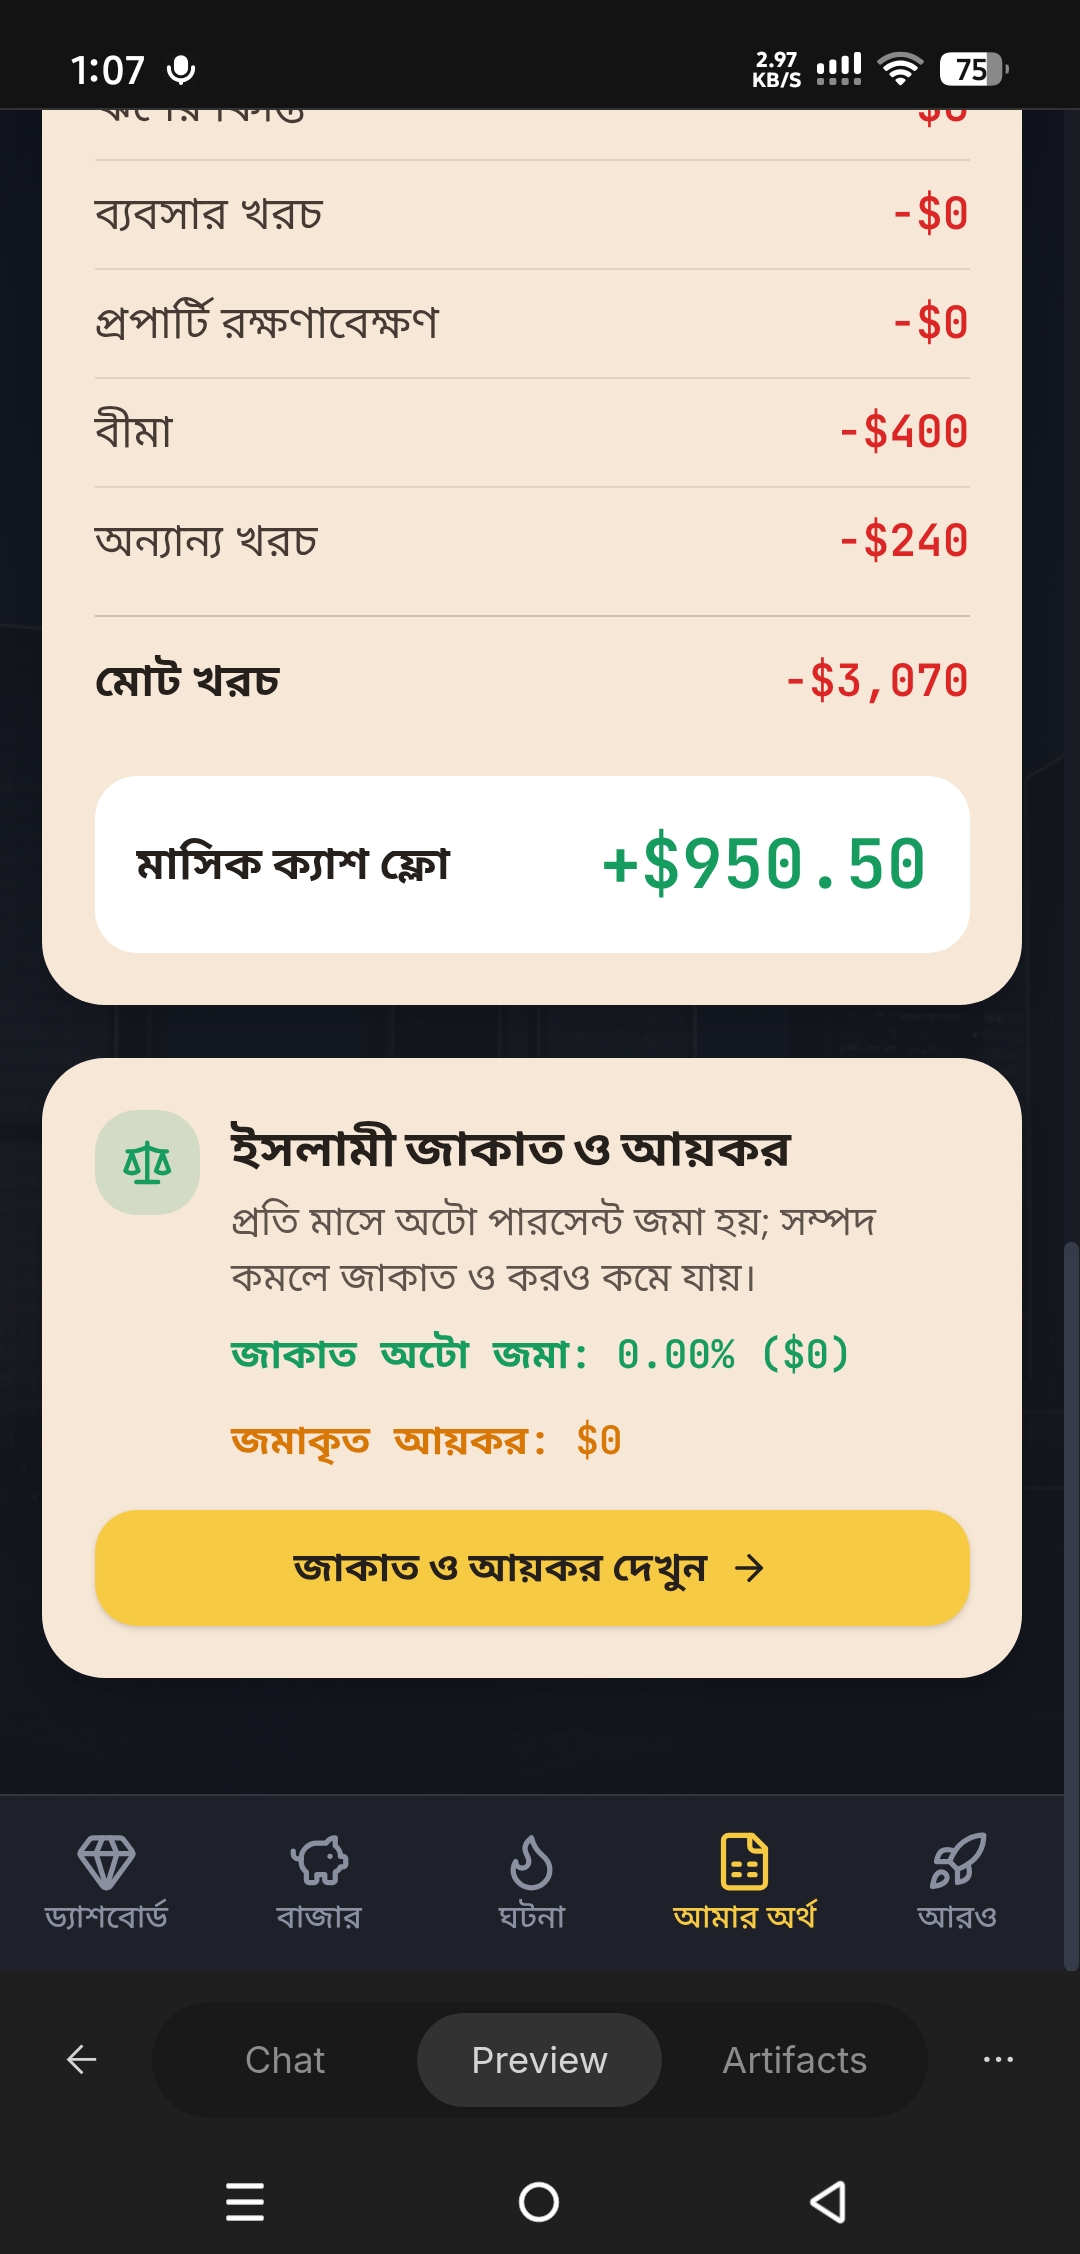 1:07
2.97
KB/S
75
ব্যবসার খরচ -$0
প্রপার্টি রক্ষণাবেক্ষণ -$0
বীমা -$400
অন্যান্য খরচ -$240
মোট খরচ -$3,070
মাসিক ক্যাশ ফ্লো +$950.50
ইসলামী জাকাত ও আয়কর
প্রতি মাসে অটো পারসেন্ট জমা হয়; সম্পদ
কমলে জাকাত ও করও কমে যায়।
জাকাত অটো জমা: 0.00% ($0)
জমাকৃত আয়কর: $0
জাকাত ও আয়কর দেখুন →
ড্যাশবোর্ড বাজার ঘটনা আমার অর্থ আরও
Chat Preview Artifacts